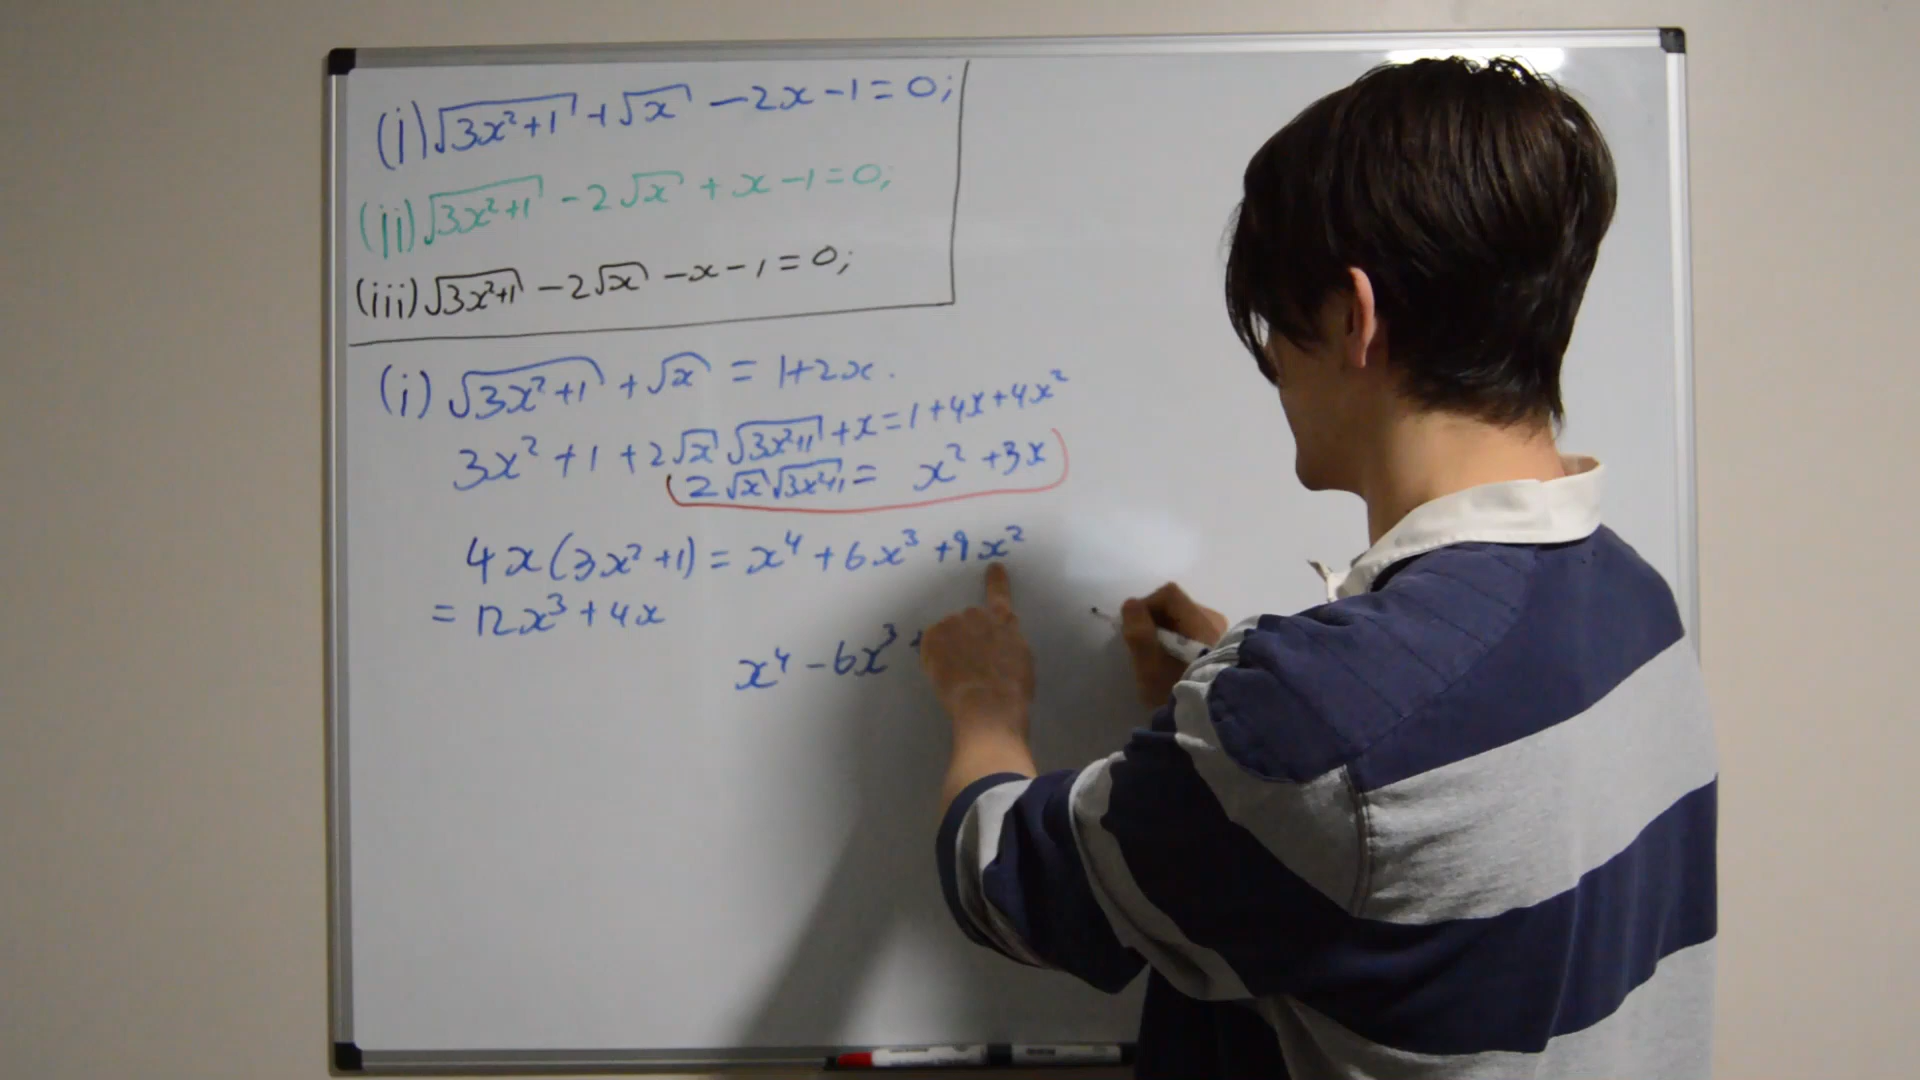 (i) √(3x²+1) + √x - 2x - 1 = 0;
(ii) √(3x²+1) - 2√x + x - 1 = 0;
(iii) √(3x²+1) - 2√x - x - 1 = 0;
(i) √(3x²+1) + √x = 1+2x.
3x² + 1 + 2√x √(3x²+1) + x = 1 + 4x + 4x²
2√x√(3x²+1) = x² + 3x
4x(3x²+1) = x⁴ + 6x³ + 9x²
= 12x³ + 4x
x⁴ - 6x³ +